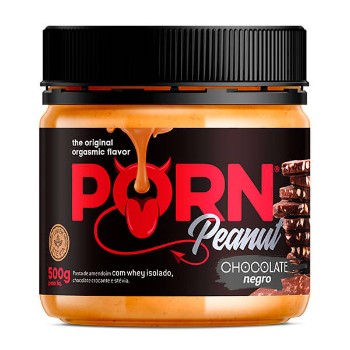 the original
orgasmic flavor
PORN®
Peanut
CHOCOLATE
negro
500g
Pasta de amendoim com whey isolado,
chocolate crocante e stévia.